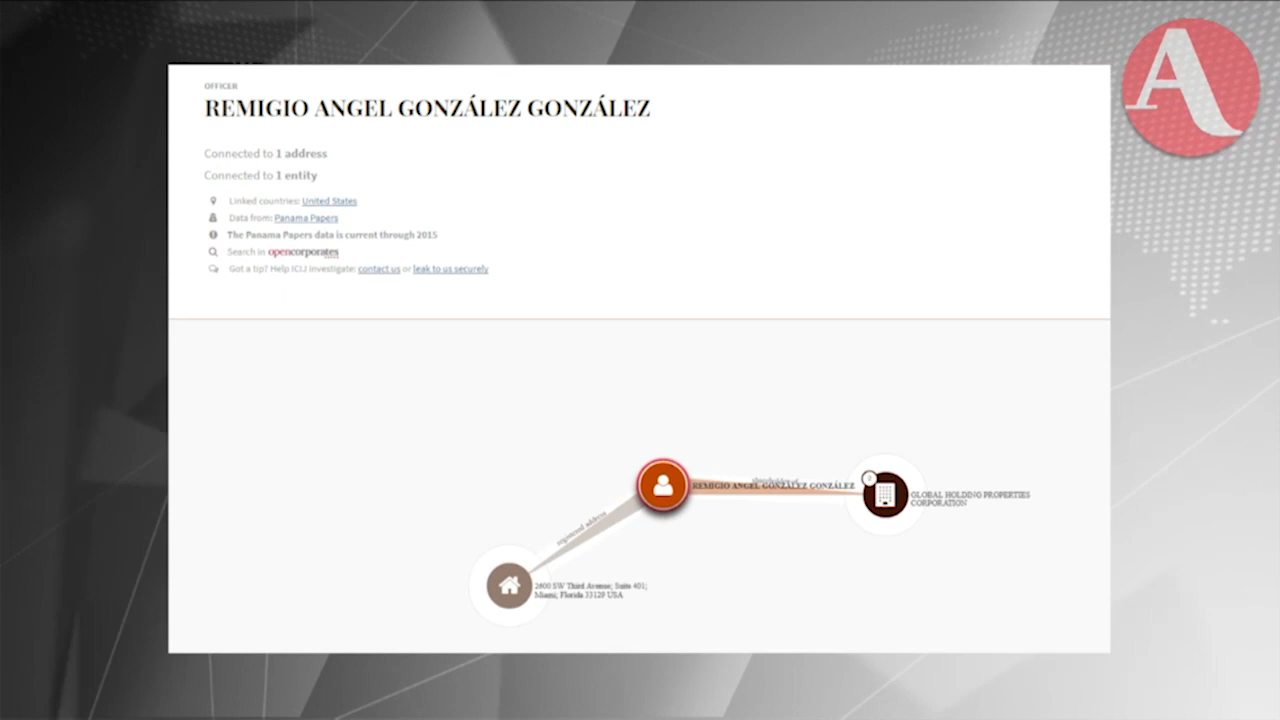 A
OFFICER
REMIGIO ANGEL GONZÁLEZ GONZÁLEZ
Connected to 1 address
Connected to 1 entity
Linked countries: United States
Data from: Panama Papers
The Panama Papers data is current through 2015
Search in opencorporates
Got a tip? Help ICIJ investigate: contact us or leak to us securely
shareholder of
REMIGIO ANGEL GONZÁLEZ GONZÁLEZ
GLOBAL HOLDING PROPERTIES
CORPORATION
registered address
2600 SW Third Avenue; Suite 401;
Miami; Florida 33129 USA